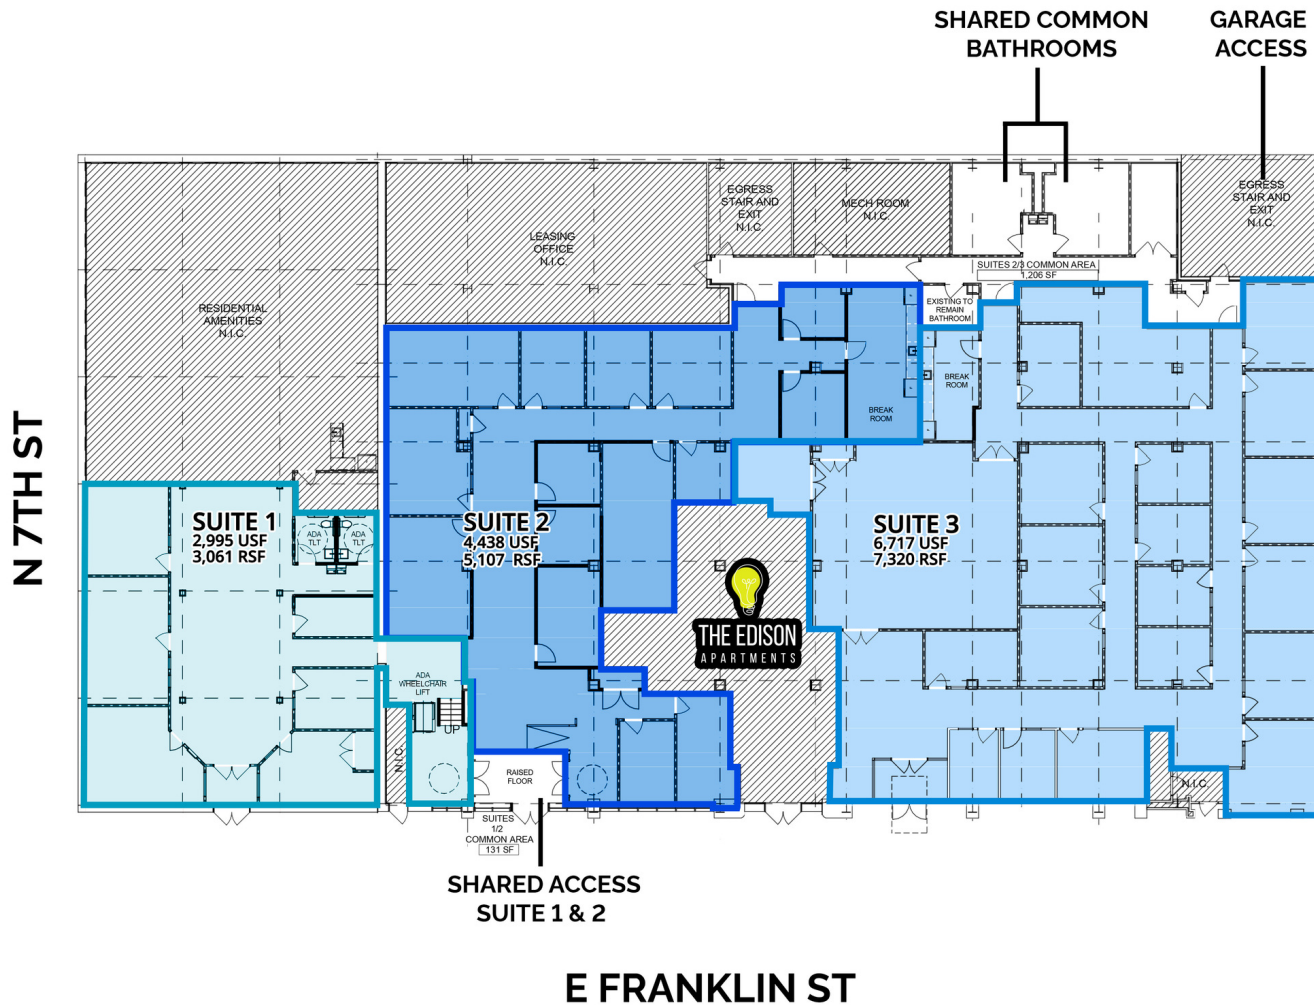 SHARED COMMON
BATHROOMS
GARAGE
ACCESS
EGRESS
STAIR AND
EXIT
N.I.C.
MECH ROOM
N.I.C.
EGRESS
STAIR AND
EXIT
N.I.C.
LEASING
OFFICE
N.I.C.
SUITES 2/3 COMMON AREA
1,206 SF
RESIDENTIAL
AMENITIES
N.I.C.
EXISTING TO
REMAIN
BATHROOM
BREAK
ROOM
BREAK
ROOM
N 7TH ST
SUITE 1
2,995 USF
3,061 RSF
ADA
TLT
ADA
TLT
SUITE 2
4,438 USF
5,107 RSF
SUITE 3
6,717 USF
7,320 RSF
THE EDISON
APARTMENTS
ADA
WHEELCHAIR
LIFT
UP
N.I.C.
RAISED
FLOOR
N.I.C.
SUITES
1/2
COMMON AREA
131 SF
SHARED ACCESS
SUITE 1 & 2
E FRANKLIN ST